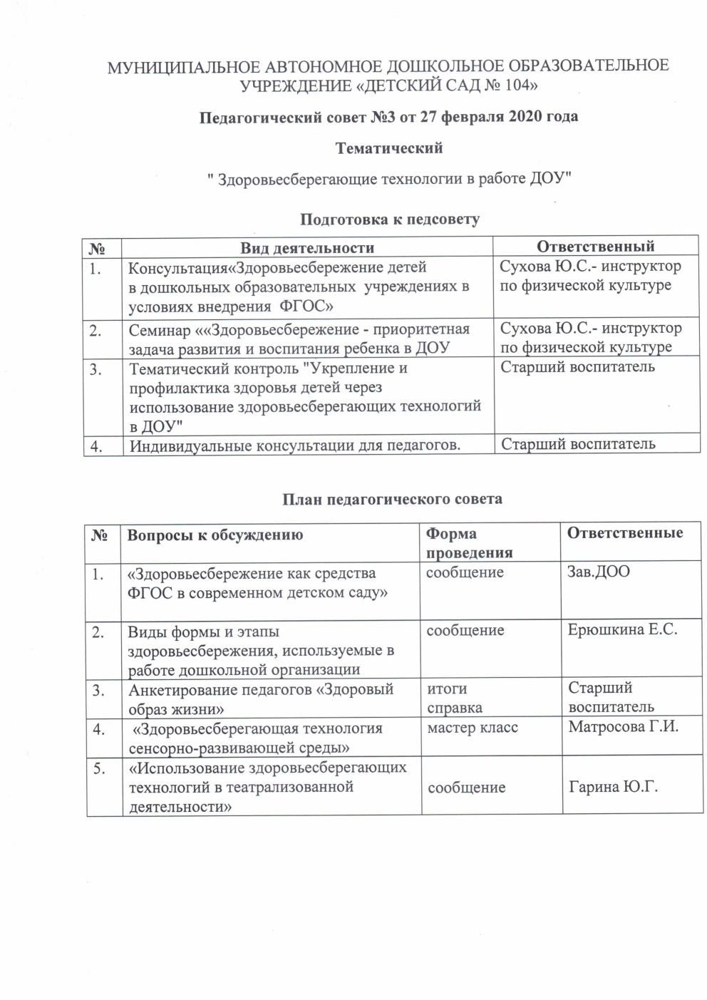 МУНИЦИПАЛЬНОЕ АВТОНОМНОЕ ДОШКОЛЬНОЕ ОБРАЗОВАТЕЛЬНОЕ
УЧРЕЖДЕНИЕ «ДЕТСКИЙ САД № 104»
Педагогический совет №3 от 27 февраля 2020 года
Тематический
" Здоровьесберегающие технологии в работе ДОУ"
Подготовка к педсовету
№ Вид деятельности Ответственный
1. Консультация«Здоровьесбережение детей Сухова Ю.С.- инструктор
в дошкольных образовательных учреждениях в по физической культуре
условиях внедрения ФГОС»
2. Семинар ««Здоровьесбережение - приоритетная Сухова Ю.С.- инструктор
задача развития и воспитания ребенка в ДОУ по физической культуре
3. Тематический контроль "Укрепление и Старший воспитатель
профилактика здоровья детей через
использование здоровьесберегающих технологий
в ДОУ"
4. Индивидуальные консультации для педагогов. Старший воспитатель
План педагогического совета
№ Вопросы к обсуждению Форма Ответственные
проведения
1. «Здоровьесбережение как средства сообщение Зав.ДОО
ФГОС в современном детском саду»
2. Виды формы и этапы сообщение Ерюшкина Е.С.
здоровьесбережения, используемые в
работе дошкольной организации
3. Анкетирование педагогов «Здоровый итоги Старший
образ жизни» справка воспитатель
4. «Здоровьесберегающая технология мастер класс Матросова Г.И.
сенсорно-развивающей среды»
5. «Использование здоровьесберегающих
технологий в театрализованной сообщение Гарина Ю.Г.
деятельности»